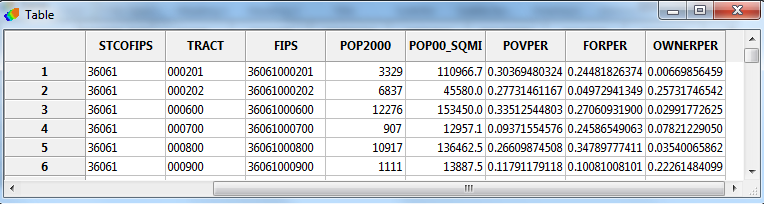 Table
STCOFIPS TRACT FIPS POP2000 POP00_SQMI POVPER FORPER OWNERPER
1 36061 000201 36061000201 3329 110966.7 0.30369480324 0.24481826374 0.00669856459
2 36061 000202 36061000202 6837 45580.0 0.27731461167 0.04972941349 0.25731746542
3 36061 000600 36061000600 12276 153450.0 0.33512544803 0.27060931900 0.02991772625
4 36061 000700 36061000700 907 12957.1 0.09371554576 0.24586549063 0.07821229050
5 36061 000800 36061000800 10917 136462.5 0.26609874508 0.34789777411 0.03540065862
6 36061 000900 36061000900 1111 13887.5 0.11791179118 0.10081008101 0.22261484099